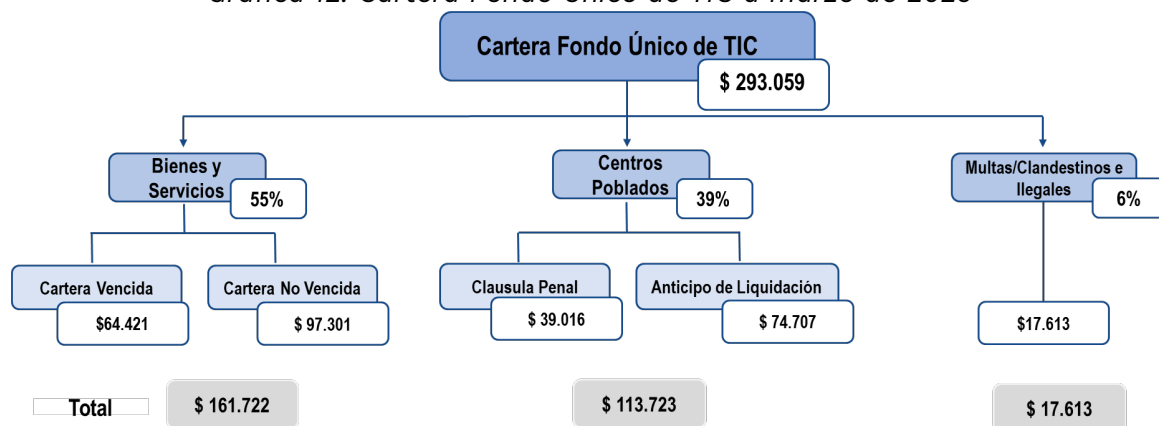 Cartera Fondo Único de TIC
$ 293.059
Bienes y
Servicios
55%
Centros
Poblados
39%
Multas/Clandestinos e
Ilegales
6%
Cartera Vencida
$64.421
Cartera No Vencida
$ 97.301
Clausula Penal
$ 39.016
Anticipo de Liquidación
$ 74.707
$17.613
Total
$ 161.722
$ 113.723
$ 17.613